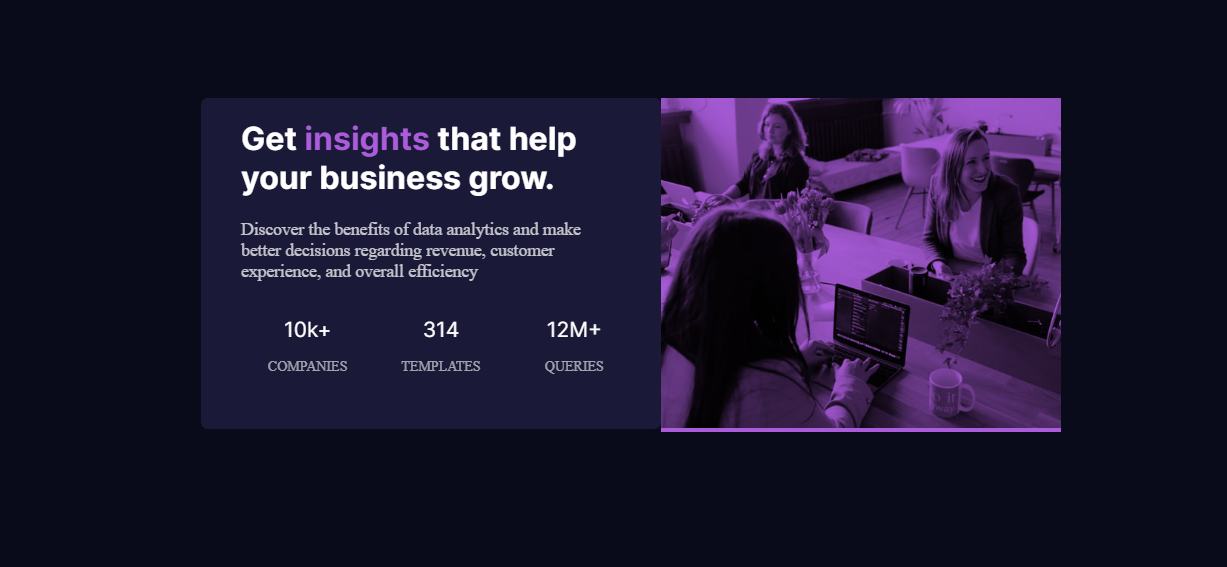 Get insights that help
your business grow.
Discover the benefits of data analytics and make
better decisions regarding revenue, customer
experience, and overall efficiency
10k+ 314 12M+
COMPANIES TEMPLATES QUERIES